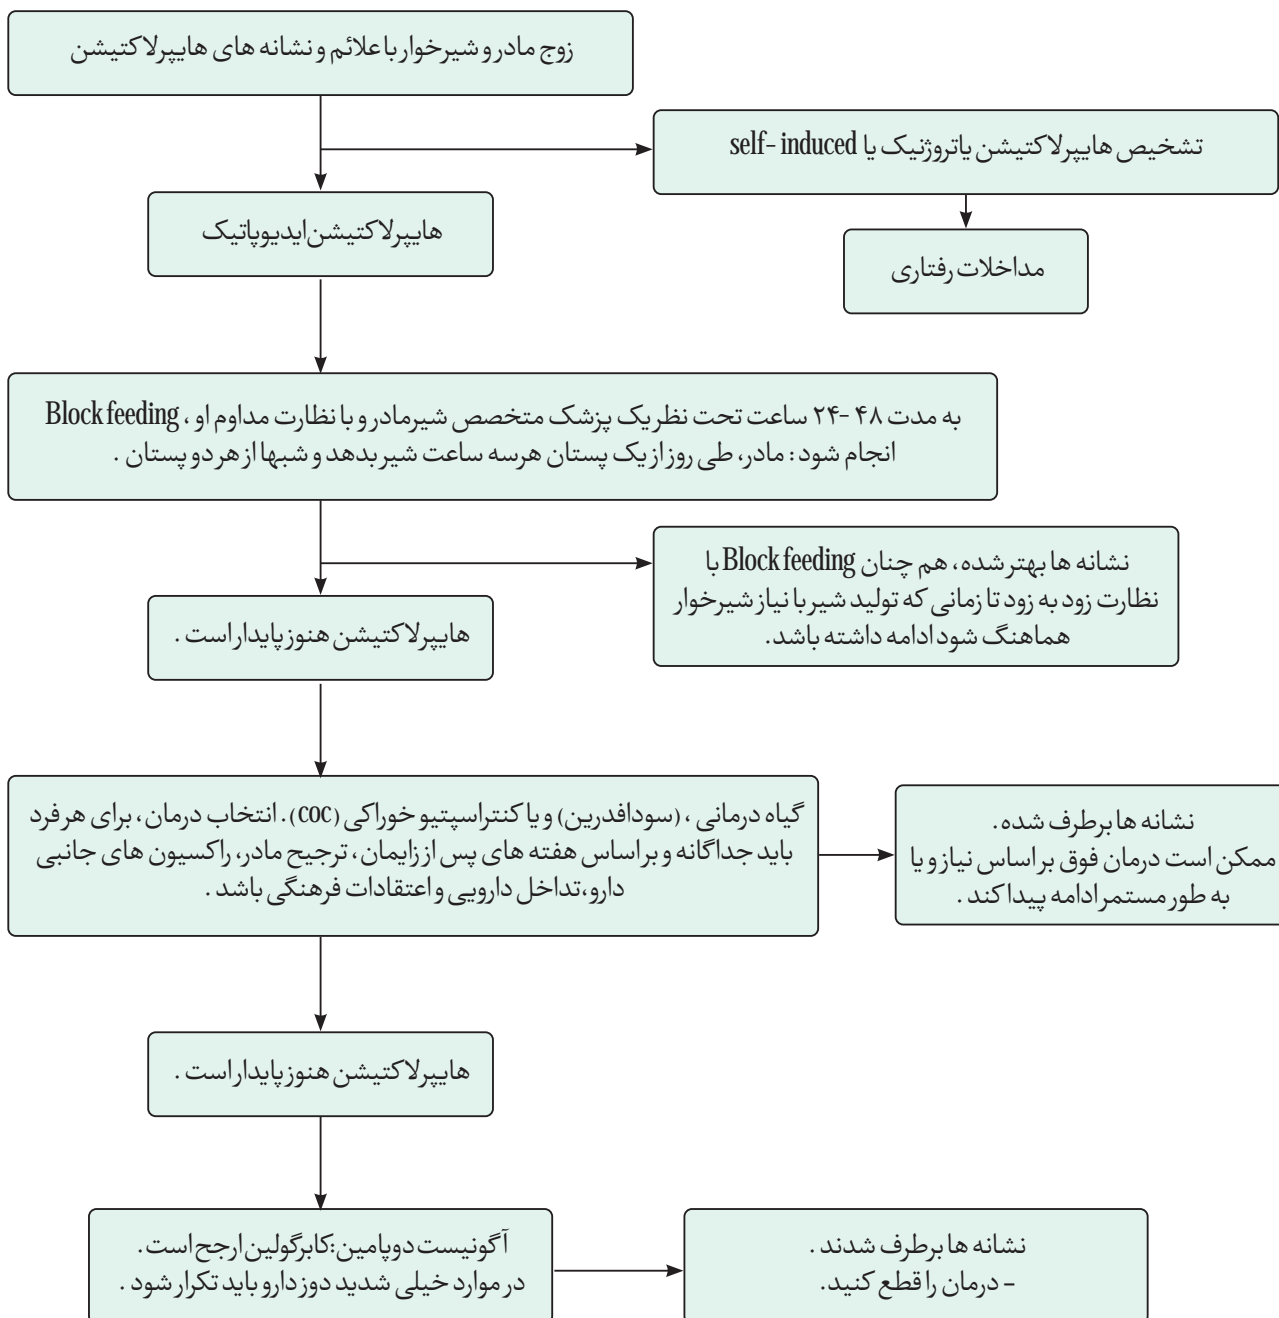 زوج مادر و شیرخوار با علائم و نشانه های هایپرلاکتیشن
تشخیص هایپرلاکتیشن یاتروژنیک یا self- induced
هایپرلاکتیشن ایدیوپاتیک
مداخلات رفتاری
به مدت ۴۸ -۲۴ ساعت تحت نظر یک پزشک متخصص شیرمادر و با نظارت مداوم او ، Block feeding
انجام شود : مادر، طی روز از یک پستان هرسه ساعت شیر بدهد و شبها از هر دو پستان .
نشانه ها بهتر شده، هم چنان Block feeding با
نظارت زود به زود تا زمانی که تولید شیر با نیاز شیرخوار
هماهنگ شود ادامه داشته باشد.
هایپرلاکتیشن هنوز پایدار است .
گیاه درمانی ، (سودافدرین) و یا کنتراسپتیو خوراکی (COC). انتخاب درمان ، برای هر فرد
باید جداگانه و بر اساس هفته های پس از زایمان ، ترجیح مادر، راکسیون های جانبی
دارو،تداخل دارویی و اعتقادات فرهنگی باشد .
نشانه ها برطرف شده.
ممکن است درمان فوق بر اساس نیاز و یا
به طور مستمر ادامه پیدا کند .
هایپرلاکتیشن هنوز پایدار است .
آگونیست دوپامین:کابرگولین ارجح است .
در موارد خیلی شدید دوز دارو باید تکرار شود .
نشانه ها برطرف شدند .
- درمان را قطع کنید.